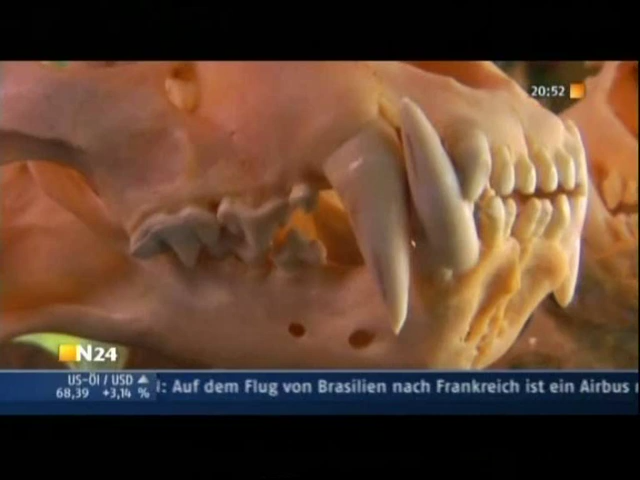 20:52
N24
US-ÖL / USD
68,39 +3,14 %
: Auf dem Flug von Brasilien nach Frankreich ist ein Airbus